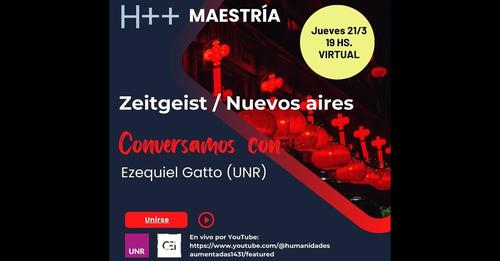 H++ MAESTRÍA
Jueves 21/3
19 HS.
VIRTUAL
Zeitgeist / Nuevos aires
Conversamos con
Ezequiel Gatto (UNR)
Unirse
UNR
CEI
En vivo por YouTube:
https://www.youtube.com/@humanidades
aumentadas1431/featured